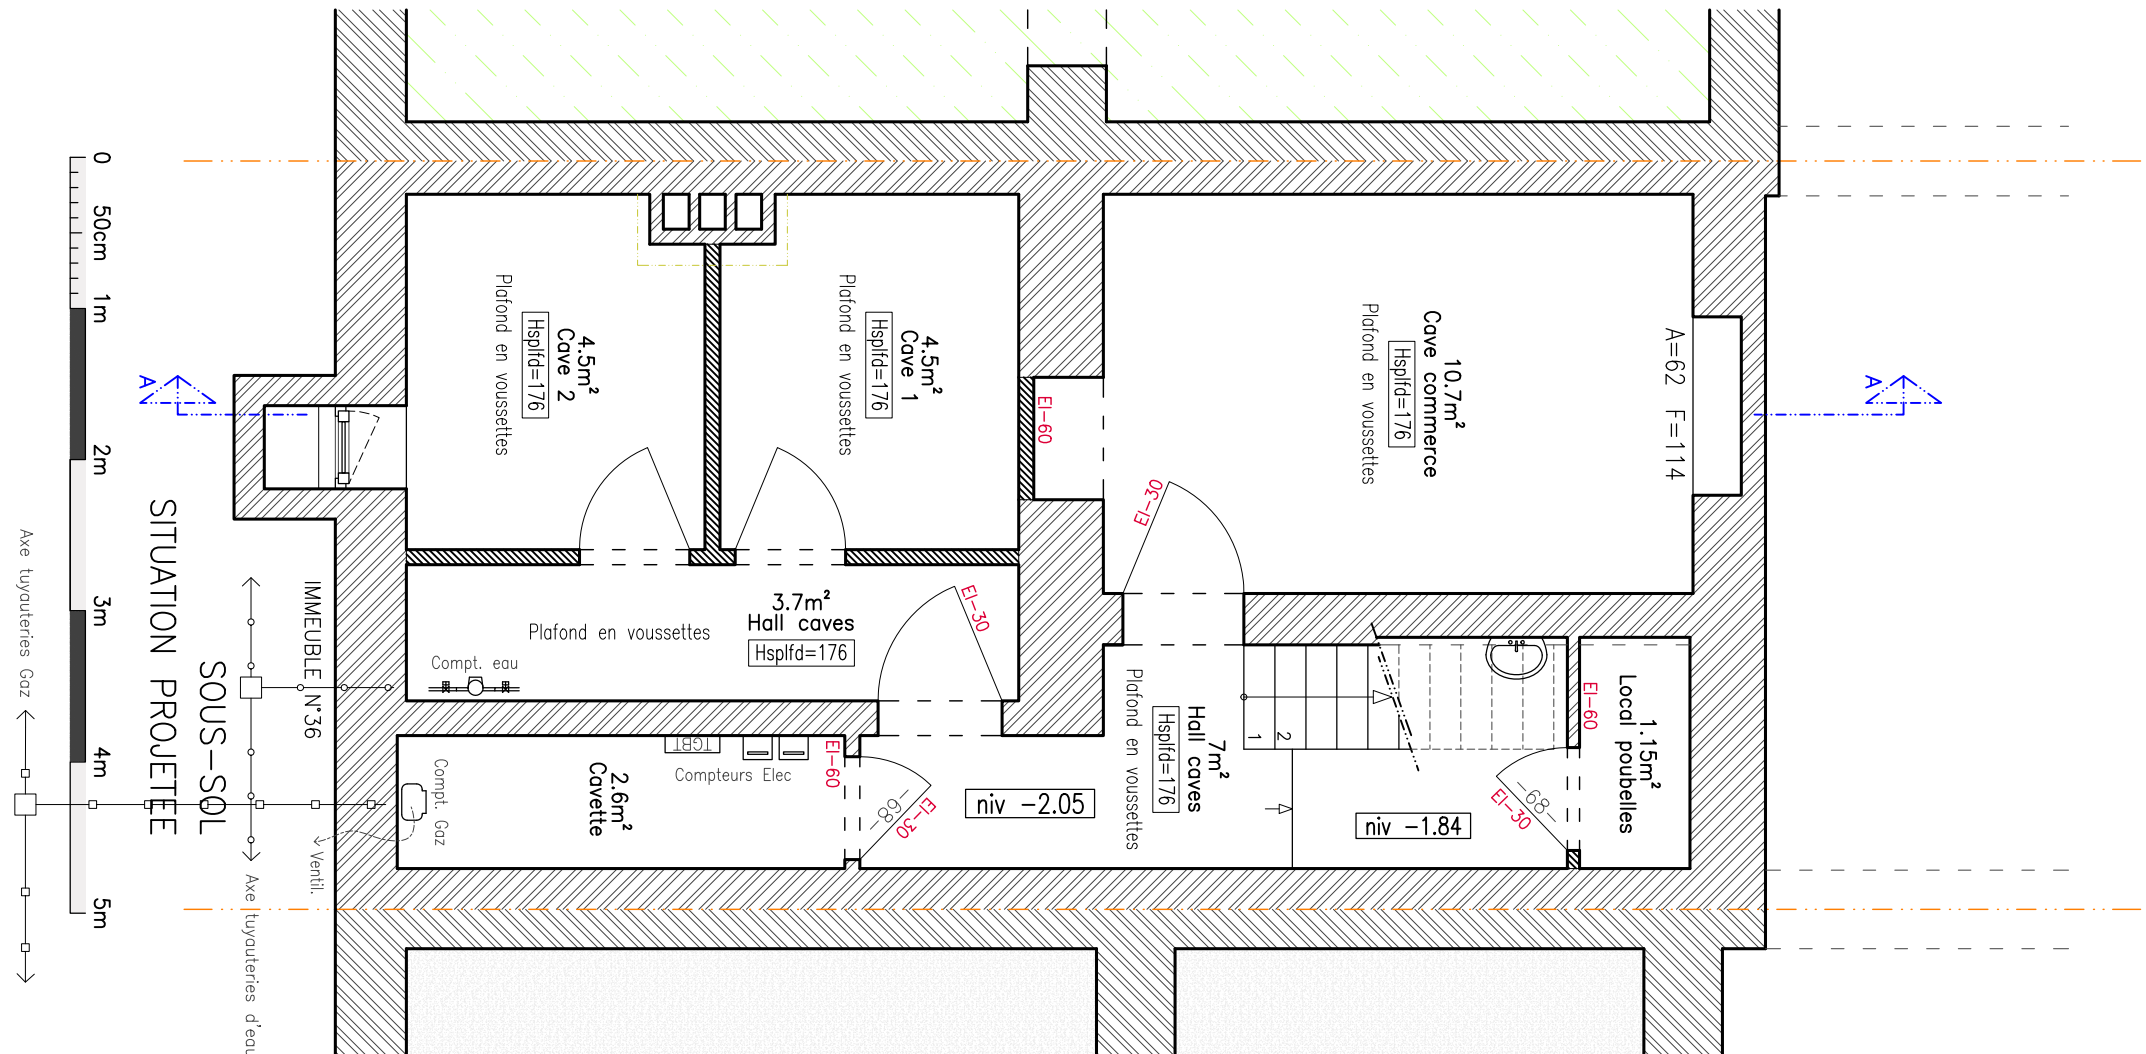 0
50cm
1m
2m
3m
4m
5m
SITUATION PROJETEE
SOUS-SOL
IMMEUBLE N°36
Axe tuyauteries Gaz
Axe tuyauteries d'eau
Ventil.
A
A
4.5m²
Cave 2
Hsplfd=176
Plafond en voussettes
4.5m²
Cave 1
Hsplfd=176
Plafond en voussettes
EI-60
10.7m²
Cave commerce
Hsplfd=176
Plafond en voussettes
A=62 F=114
EI-30
3.7m²
Hall caves
Hsplfd=176
Plafond en voussettes
EI-30
Compt. eau
2.6m²
Cavette
TGBT
Compteurs Elec
Compt. Gaz
EI-60
-89-
EI-30
niv -2.05
7m²
Hall caves
Hsplfd=176
Plafond en voussettes
1
2
niv -1.84
1.15m²
Local poubelles
EI-60
-68-
EI-30